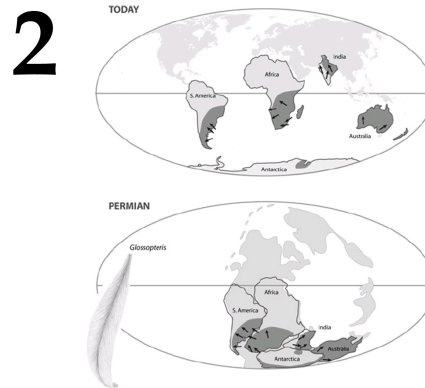 2
TODAY
India
Africa
S. America
Australia
Antarctica
PERMIAN
Glossopteris
Africa
S. America
India
Australia
Antarctica